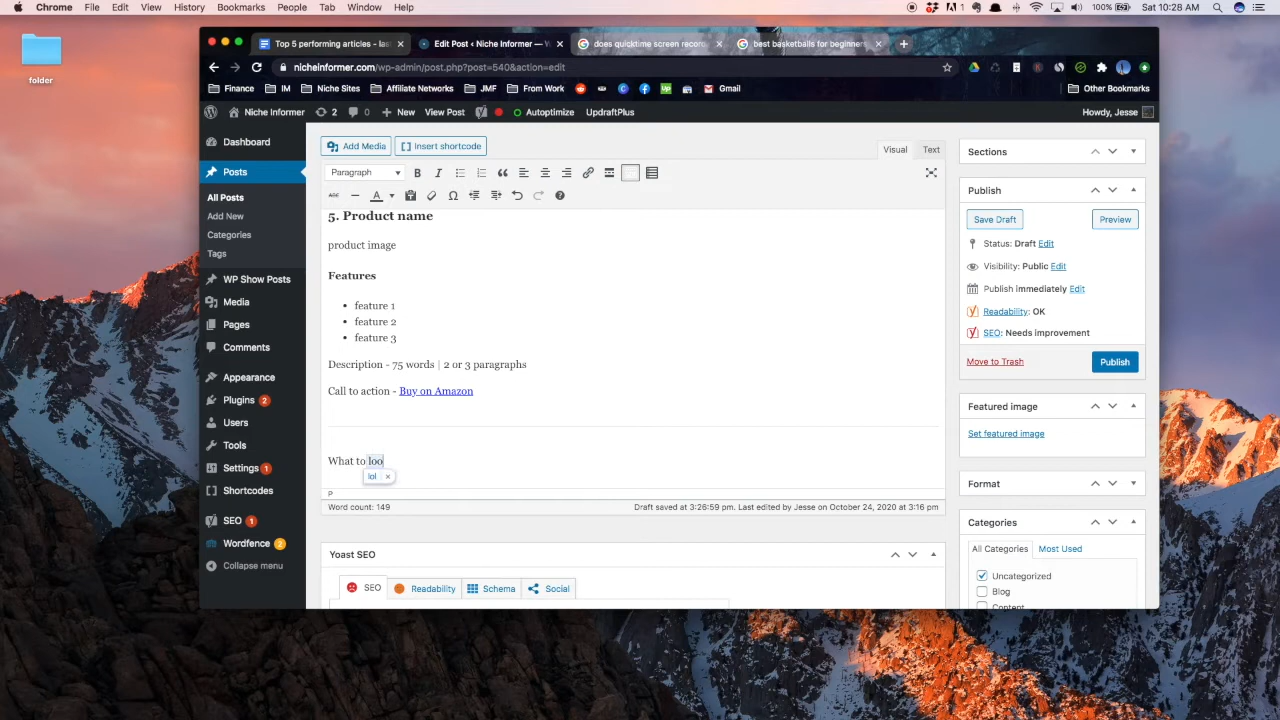 Chrome File Edit View History Bookmarks People Tab Window Help 1 100% Sat 10:28 AM
folder
Top 5 performing articles - las × Edit Post ‹ Niche Informer — W × does quicktime screen record × best basketballs for beginners × +
nicheinformer.com/wp-admin/post.php?post=540&action=edit
Finance IM Niche Sites Affiliate Networks JMF From Work Gmail Other Bookmarks
Niche Informer 2 0 + New View Post Autoptimize UpdraftPlus Howdy, Jesse
Dashboard
Posts
All Posts
Add New
Categories
Tags
WP Show Posts
Media
Pages
Comments
Appearance
Plugins 2
Users
Tools
Settings 1
Shortcodes
SEO 1
Wordfence 2
Collapse menu
Add Media Insert shortcode
Visual Text
Paragraph B I
ABC A Ω
5. Product name
product image
Features
• feature 1
• feature 2
• feature 3
Description - 75 words | 2 or 3 paragraphs
Call to action - Buy on Amazon
What to loo
lol ×
P
Word count: 149 Draft saved at 3:26:59 pm. Last edited by Jesse on October 24, 2020 at 3:16 pm
Yoast SEO
SEO Readability Schema Social
Sections
Publish
Save Draft Preview
Status: Draft Edit
Visibility: Public Edit
Publish immediately Edit
Readability: OK
SEO: Needs improvement
Move to Trash Publish
Featured image
Set featured image
Format
Categories
All Categories Most Used
Uncategorized
Blog
Content